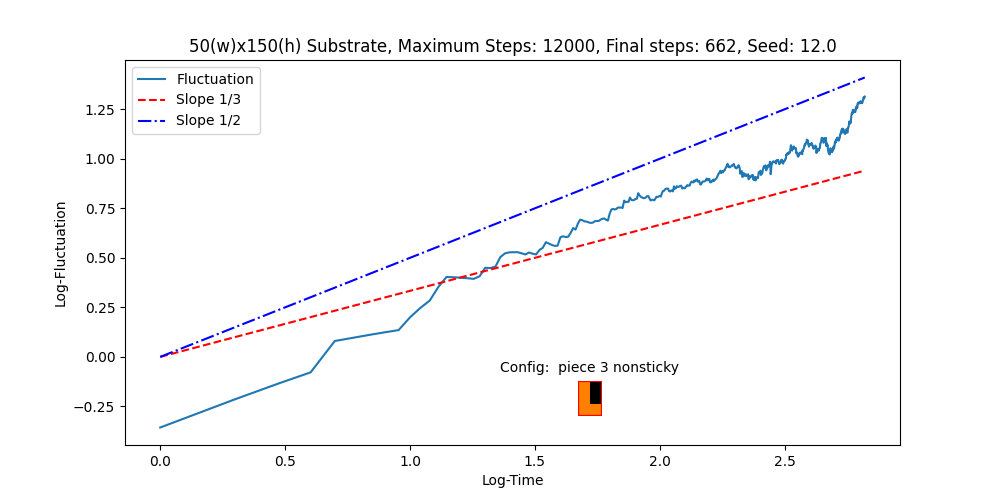 50(w)x150(h) Substrate, Maximum Steps: 12000, Final steps: 662, Seed: 12.0
Fluctuation
Slope 1/3
Slope 1/2
1.25
1.00
0.75
0.50
0.25
0.00
−0.25
Log-Fluctuation
Config:  piece 3 nonsticky
0.0 0.5 1.0 1.5 2.0 2.5
Log-Time